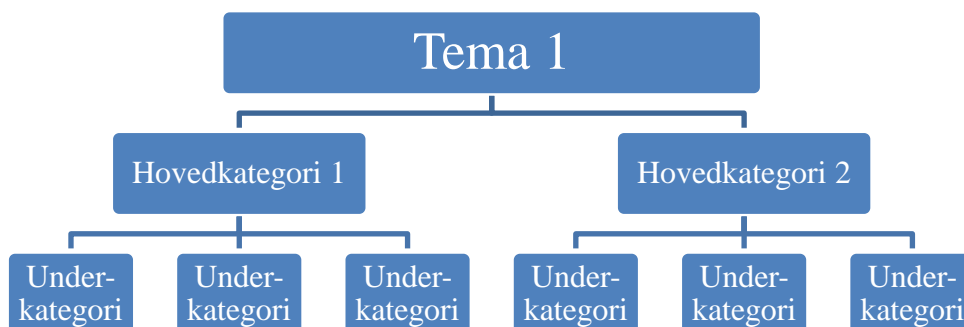 Tema 1
Hovedkategori 1
Hovedkategori 2
Under-
kategori
Under-
kategori
Under-
kategori
Under-
kategori
Under-
kategori
Under-
kategori